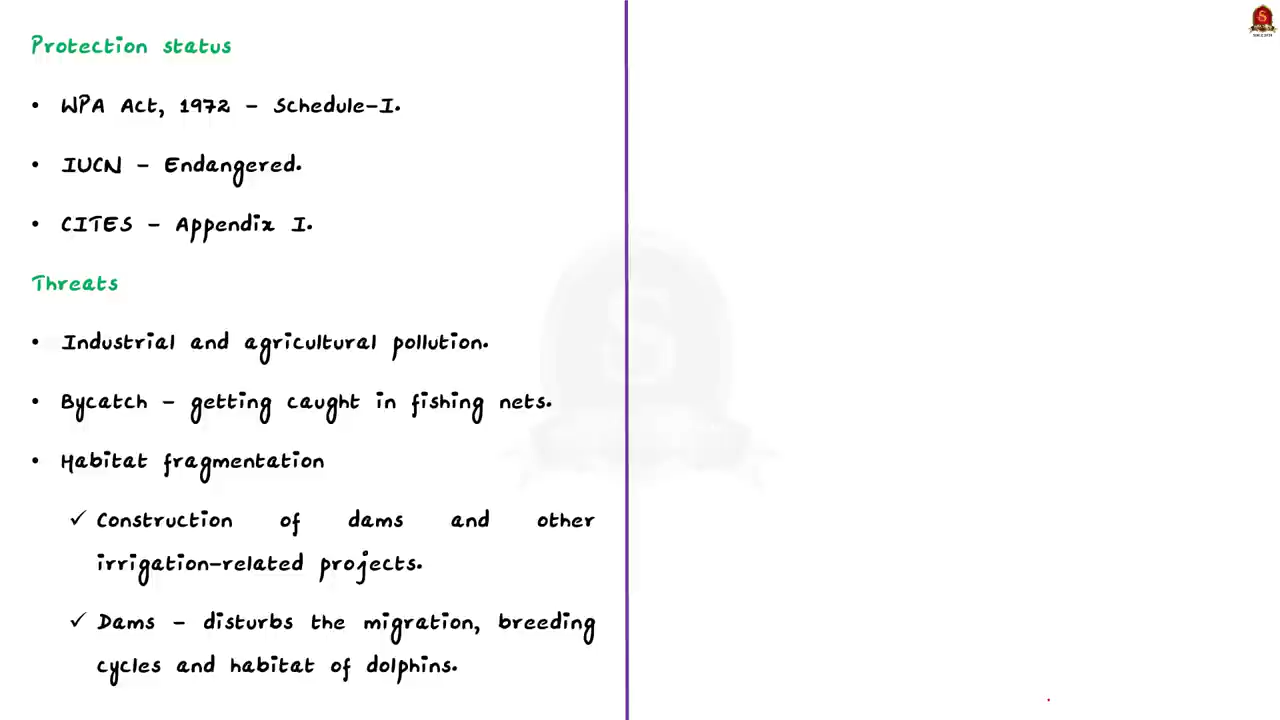 Protection status
• WPA Act, 1972 – Schedule-I.
• IUCN – Endangered.
• CITES – Appendix I.
Threats
• Industrial and agricultural pollution.
• Bycatch – getting caught in fishing nets.
• Habitat fragmentation
✓ Construction of dams and other
irrigation-related projects.
✓ Dams – disturbs the migration, breeding
cycles and habitat of dolphins.
S